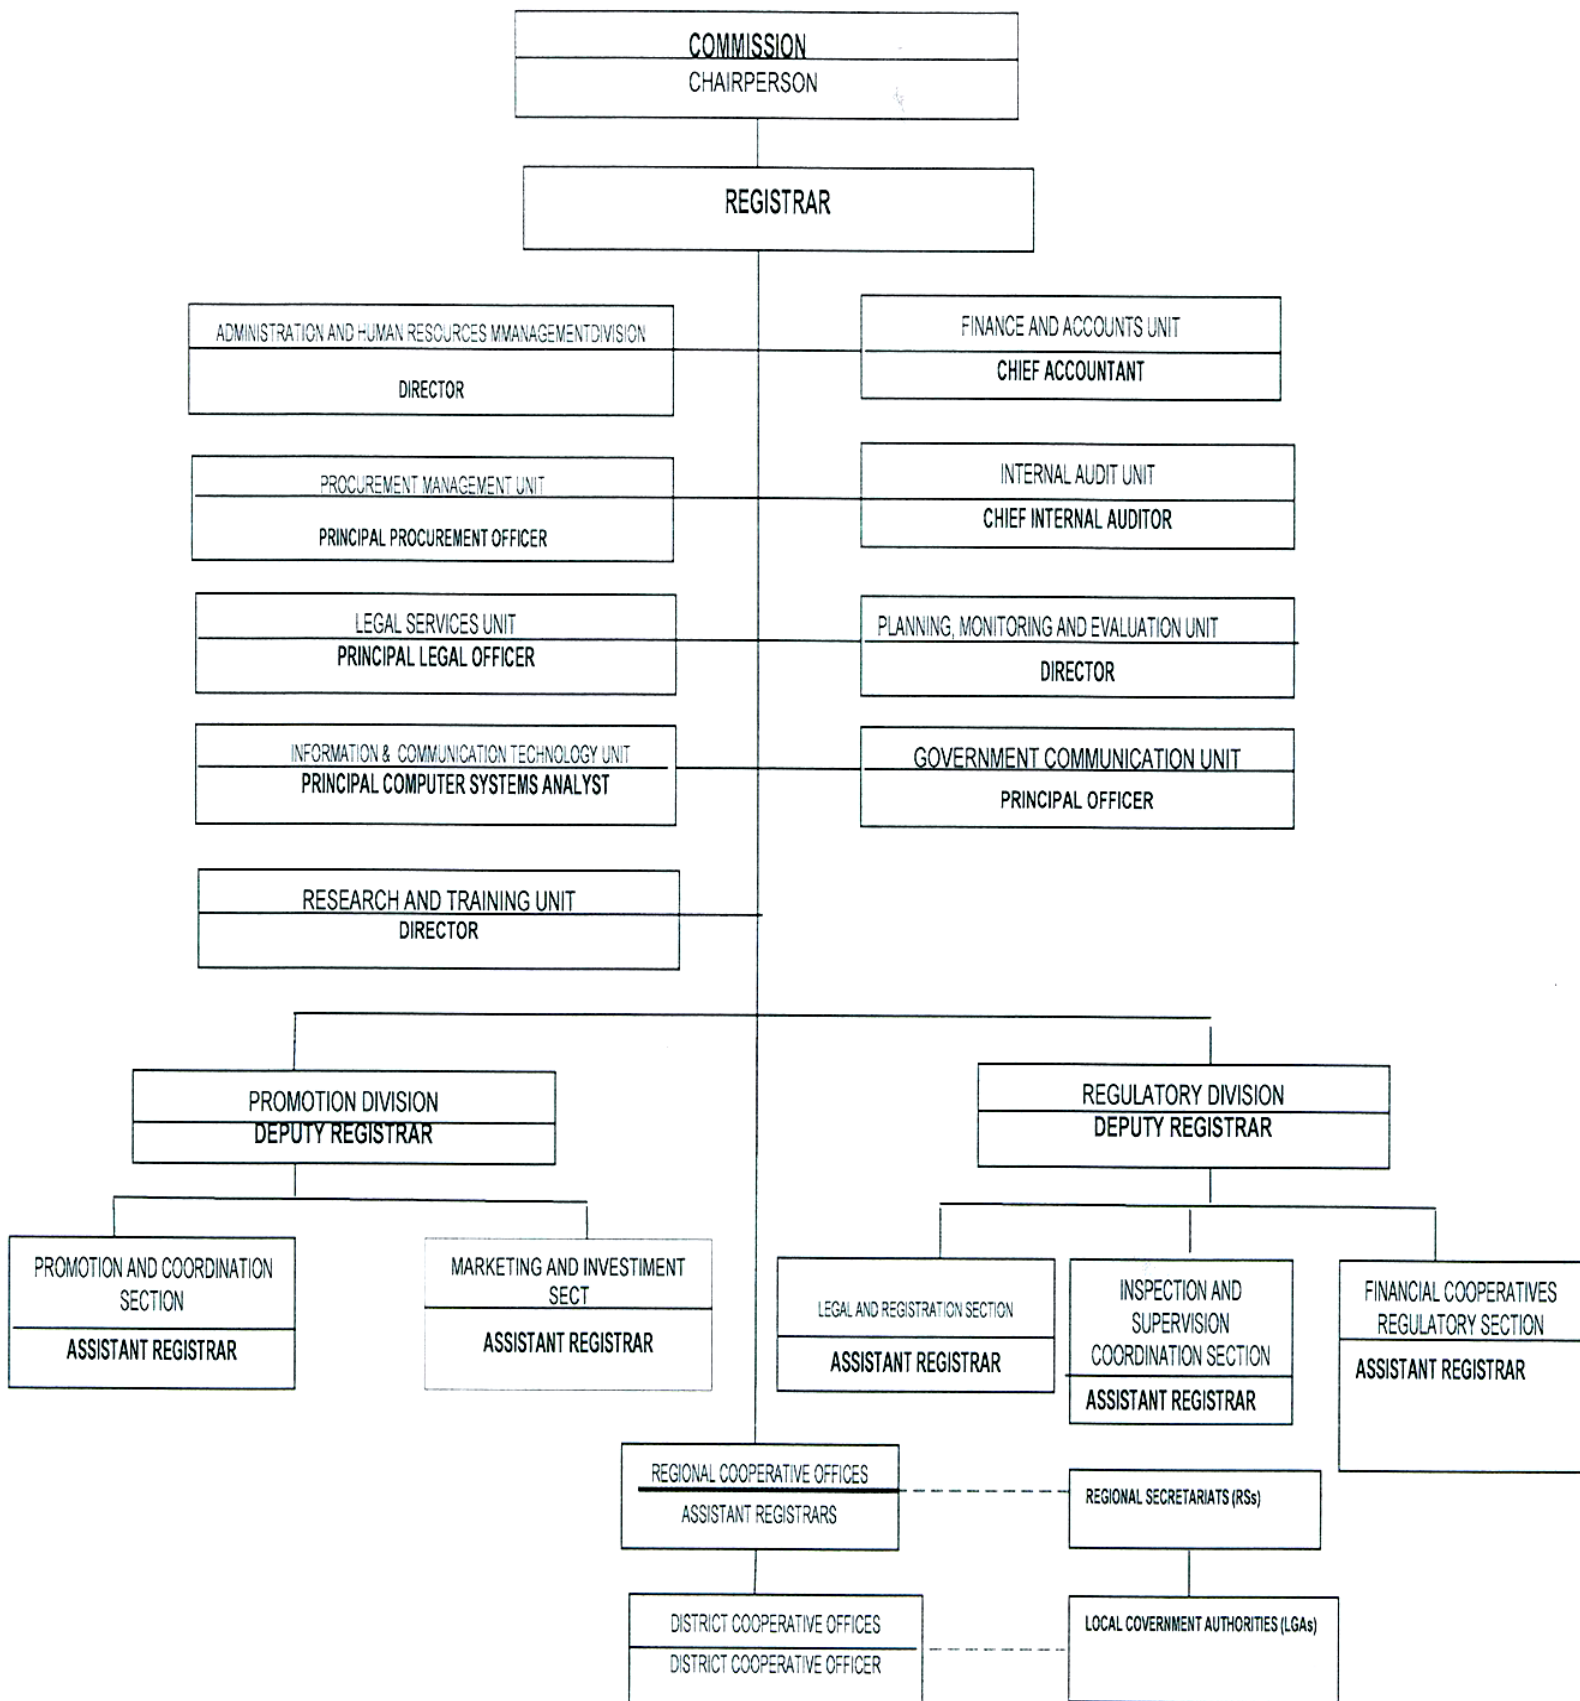 COMMISSION
CHAIRPERSON
REGISTRAR
ADMINISTRATION AND HUMAN RESOURCES MMANAGEMENTDIVISION
DIRECTOR
FINANCE AND ACCOUNTS UNIT
CHIEF ACCOUNTANT
PROCUREMENT MANAGEMENT UNIT
PRINCIPAL PROCUREMENT OFFICER
INTERNAL AUDIT UNIT
CHIEF INTERNAL AUDITOR
LEGAL SERVICES UNIT
PRINCIPAL LEGAL OFFICER
PLANNING, MONITORING AND EVALUATION UNIT
DIRECTOR
INFORMATION & COMMUNICATION TECHNOLOGY UNIT
PRINCIPAL COMPUTER SYSTEMS ANALYST
GOVERNMENT COMMUNICATION UNIT
PRINCIPAL OFFICER
RESEARCH AND TRAINING UNIT
DIRECTOR
PROMOTION DIVISION
DEPUTY REGISTRAR
REGULATORY DIVISION
DEPUTY REGISTRAR
PROMOTION AND COORDINATION
SECTION
ASSISTANT REGISTRAR
MARKETING AND INVESTIMENT
SECT
ASSISTANT REGISTRAR
LEGAL AND REGISTRATION SECTION
ASSISTANT REGISTRAR
INSPECTION AND
SUPERVISION
COORDINATION SECTION
ASSISTANT REGISTRAR
FINANCIAL COOPERATIVES
REGULATORY SECTION
ASSISTANT REGISTRAR
REGIONAL COOPERATIVE OFFICES
ASSISTANT REGISTRARS
REGIONAL SECRETARIATS (RSs)
DISTRICT COOPERATIVE OFFICES
DISTRICT COOPERATIVE OFFICER
LOCAL COVERNMENT AUTHORITIES (LGAs)